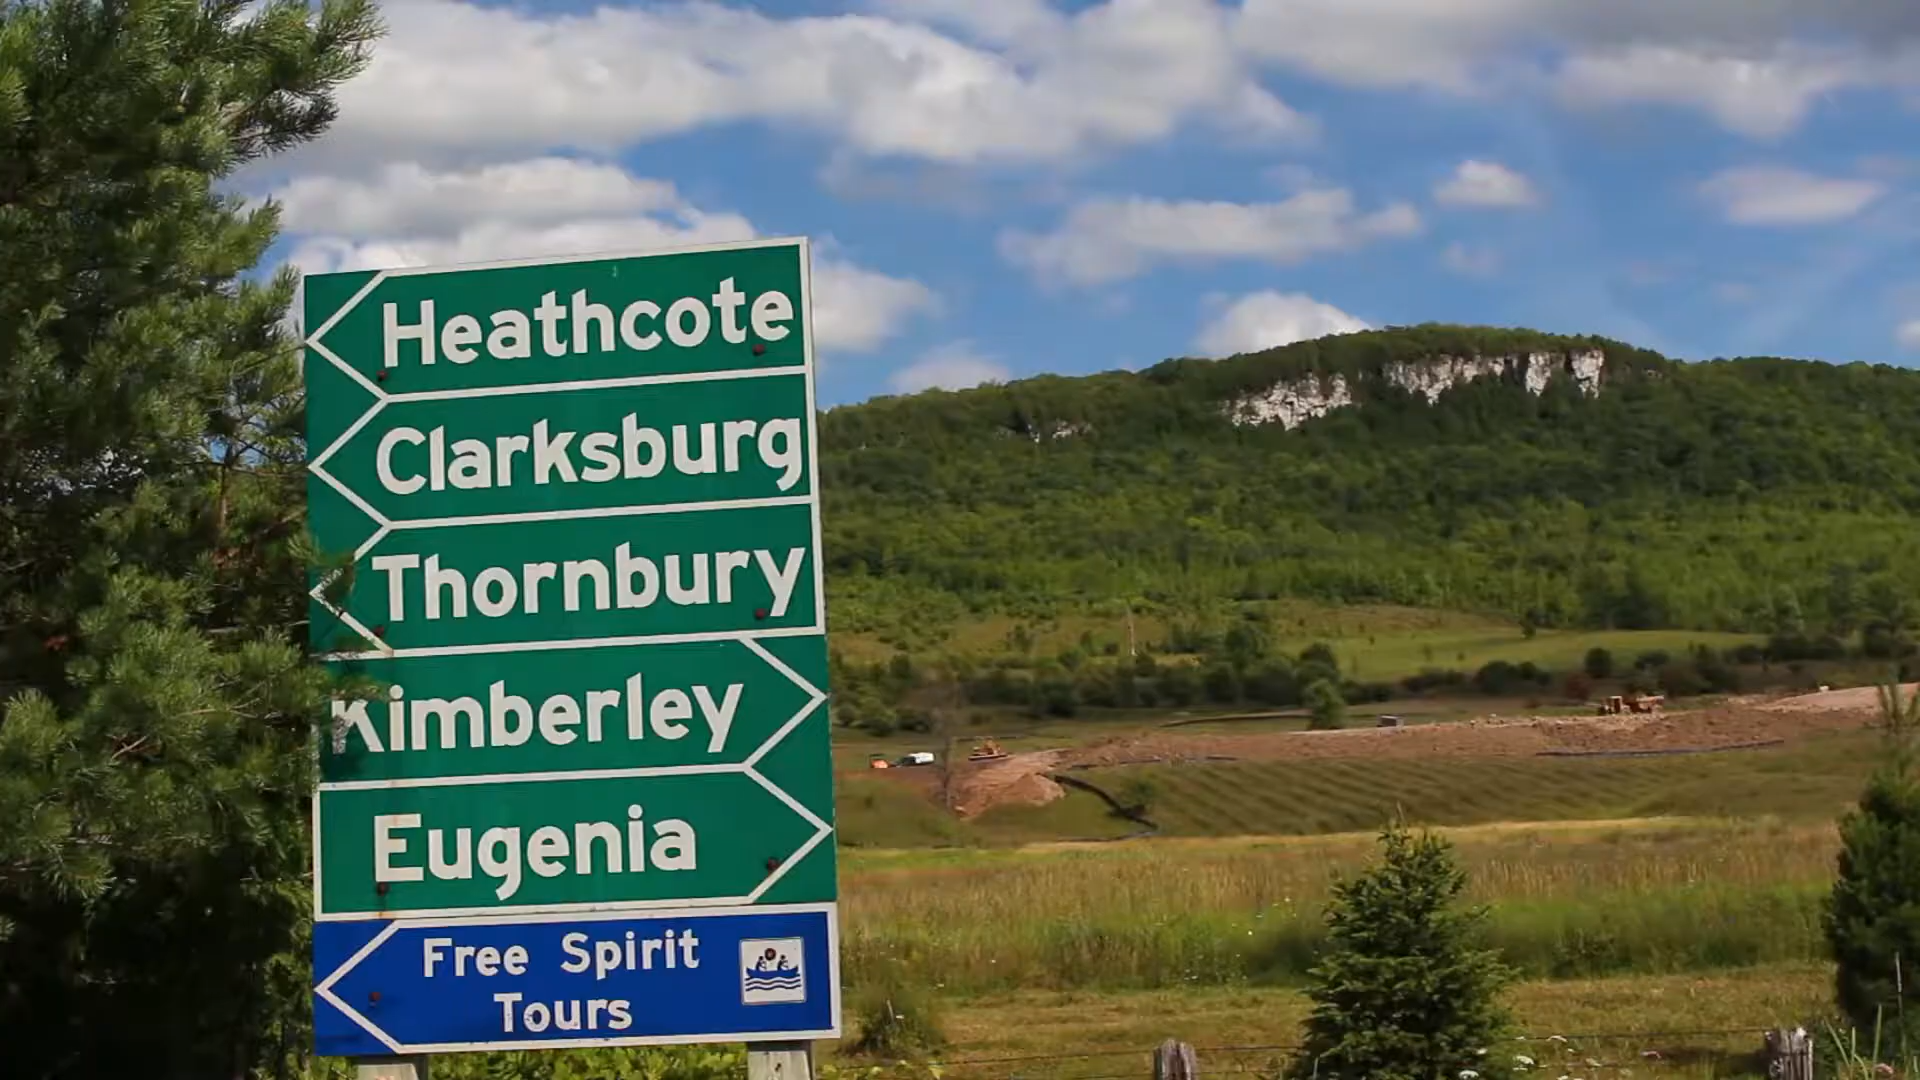 Heathcote
Clarksburg
Thornbury
Kimberley
Eugenia
Free Spirit
Tours